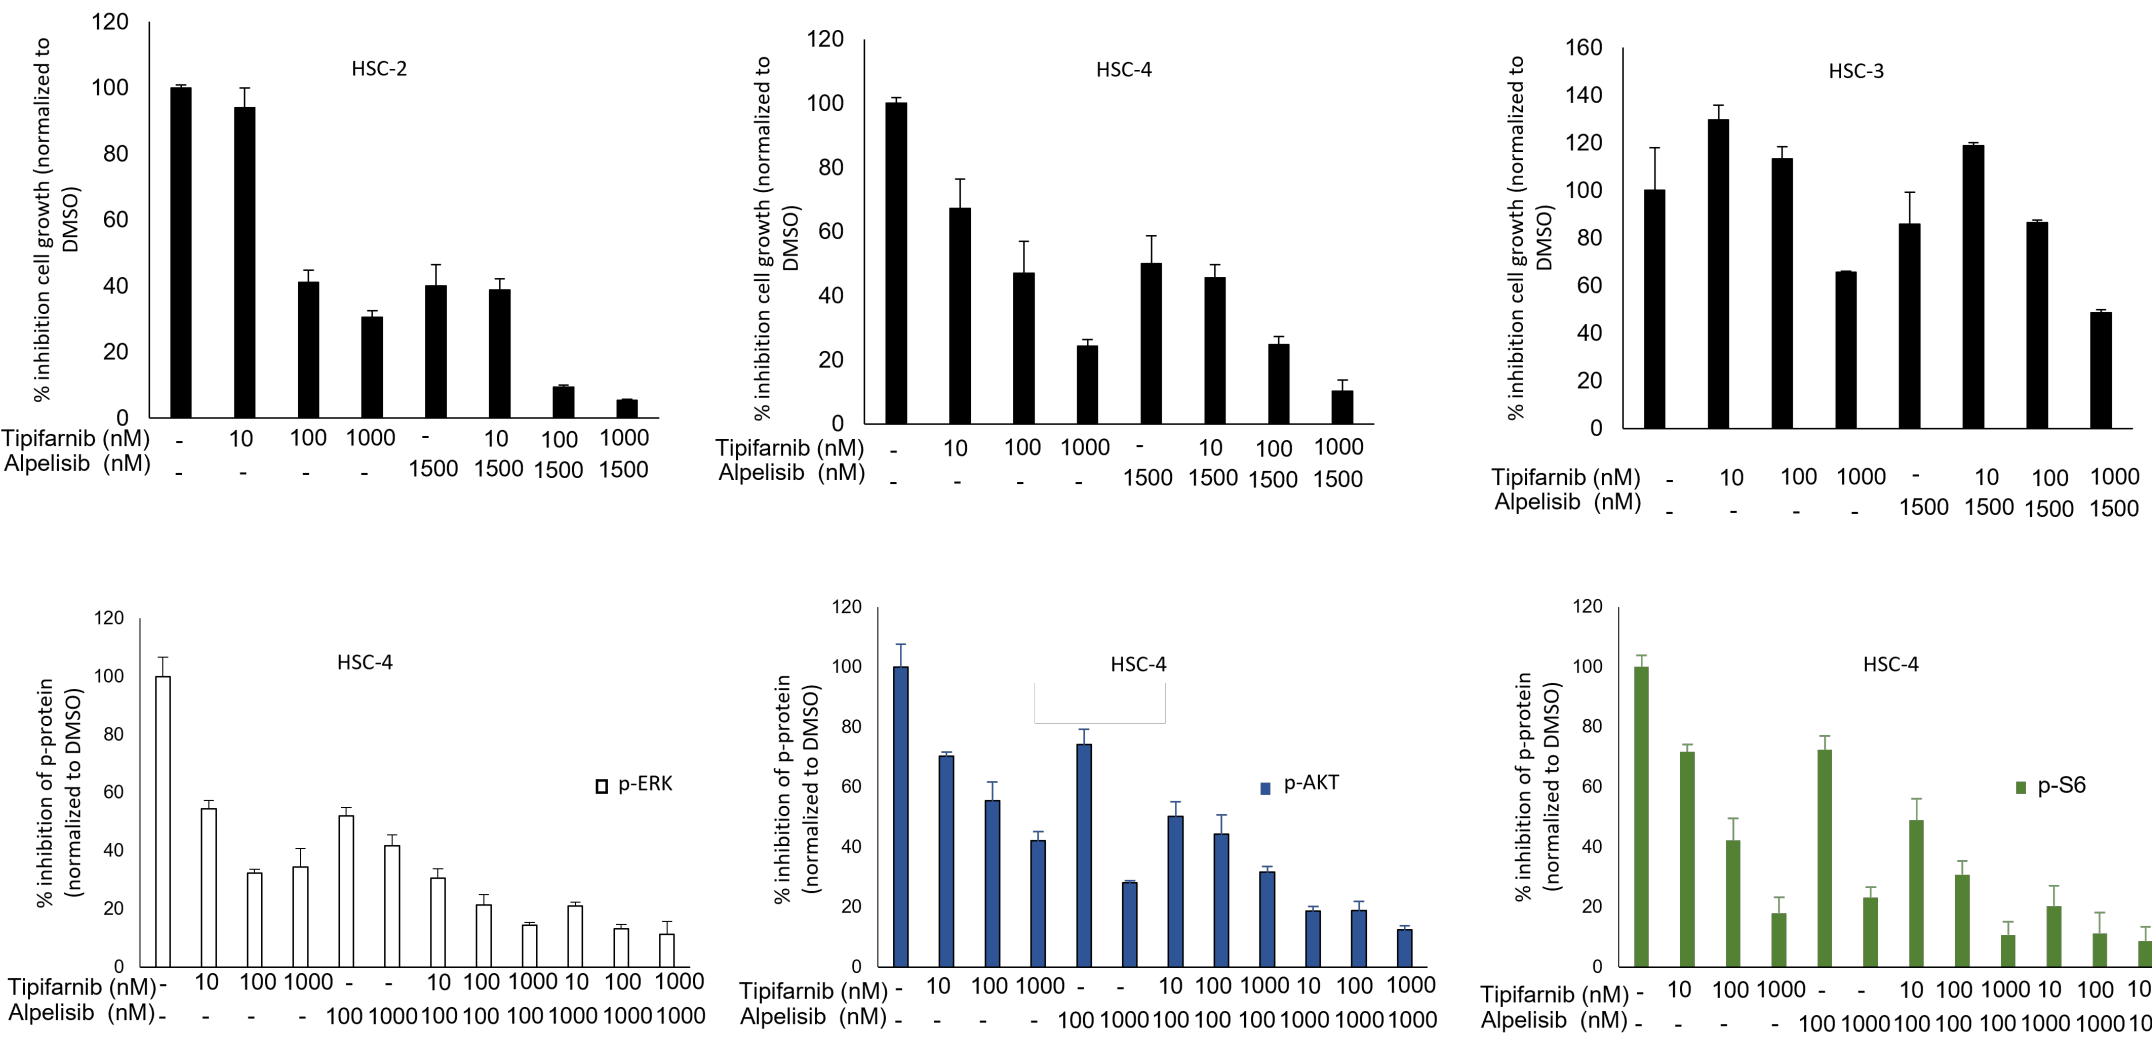 HSC-2
% inhibition cell growth (normalized to
DMSO)
120
100
80
60
40
20
0
Tipifarnib (nM) - 10 100 1000 - 10 100 1000
Alpelisib (nM) - - - - 1500 1500 1500 1500
HSC-4
% inhibition cell growth (normalized to
DMSO)
120
100
80
60
40
20
0
Tipifarnib (nM) - 10 100 1000 - 10 100 1000
Alpelisib (nM) - - - - 1500 1500 1500 1500
HSC-3
% inhibition cell growth (normalized to
DMSO)
160
140
120
100
80
60
40
20
0
Tipifarnib (nM) - 10 100 1000 - 10 100 1000
Alpelisib (nM) - - - - 1500 1500 1500 1500
HSC-4
% inhibition of p-protein
(normalized to DMSO)
120
100
80
60
40
20
0
p-ERK
Tipifarnib (nM) - 10 100 1000 - - 10 100 1000 10 100 1000
Alpelisib (nM) - - - - 100 1000 100 100 100 1000 1000 1000
HSC-4
% inhibition of p-protein
(normalized to DMSO)
120
100
80
60
40
20
0
p-AKT
Tipifarnib (nM) - 10 100 1000 - - 10 100 1000 10 100 1000
Alpelisib (nM) - - - - 100 1000 100 100 100 1000 1000 1000
HSC-4
% inhibition of p-protein
(normalized to DMSO)
120
100
80
60
40
20
0
p-S6
Tipifarnib (nM) - 10 100 1000 - - 10 100 1000 10 100 10
Alpelisib (nM) - - - - 100 1000 100 100 100 1000 1000 10